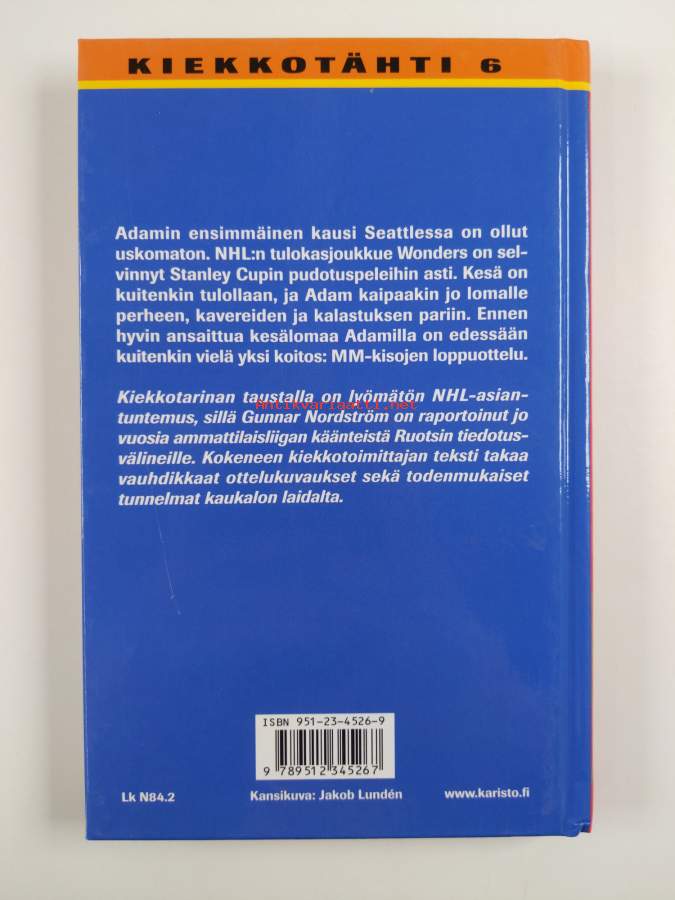 KIEKKOTÄHTI 6
Adamin ensimmäinen kausi Seattlessa on ollut
uskomaton. NHL:n tulokasjoukkue Wonders on sel-
vinnyt Stanley Cupin pudotuspeleihin asti. Kesä on
kuitenkin tulollaan, ja Adam kaipaakin jo lomalle
perheen, kavereiden ja kalastuksen pariin. Ennen
hyvin ansaittua kesälomaa Adamilla on edessään
kuitenkin vielä yksi koitos: MM-kisojen loppuottelu.
Kiekkotarinan taustalla on lyömätön NHL-asian-
Antikvariaatti.net
tuntemus, sillä Gunnar Nordström on raportoinut jo
vuosia ammattilaisliigan käänteistä Ruotsin tiedotus-
välineille. Kokeneen kiekkotoimittajan teksti takaa
vauhdikkaat ottelukuvaukset sekä todenmukaiset
tunnelmat kaukalon laidalta.
ISBN 951-23-4526-9
9 789512 345267
Lk N84.2 Kansikuva: Jakob Lundén www.karisto.fi